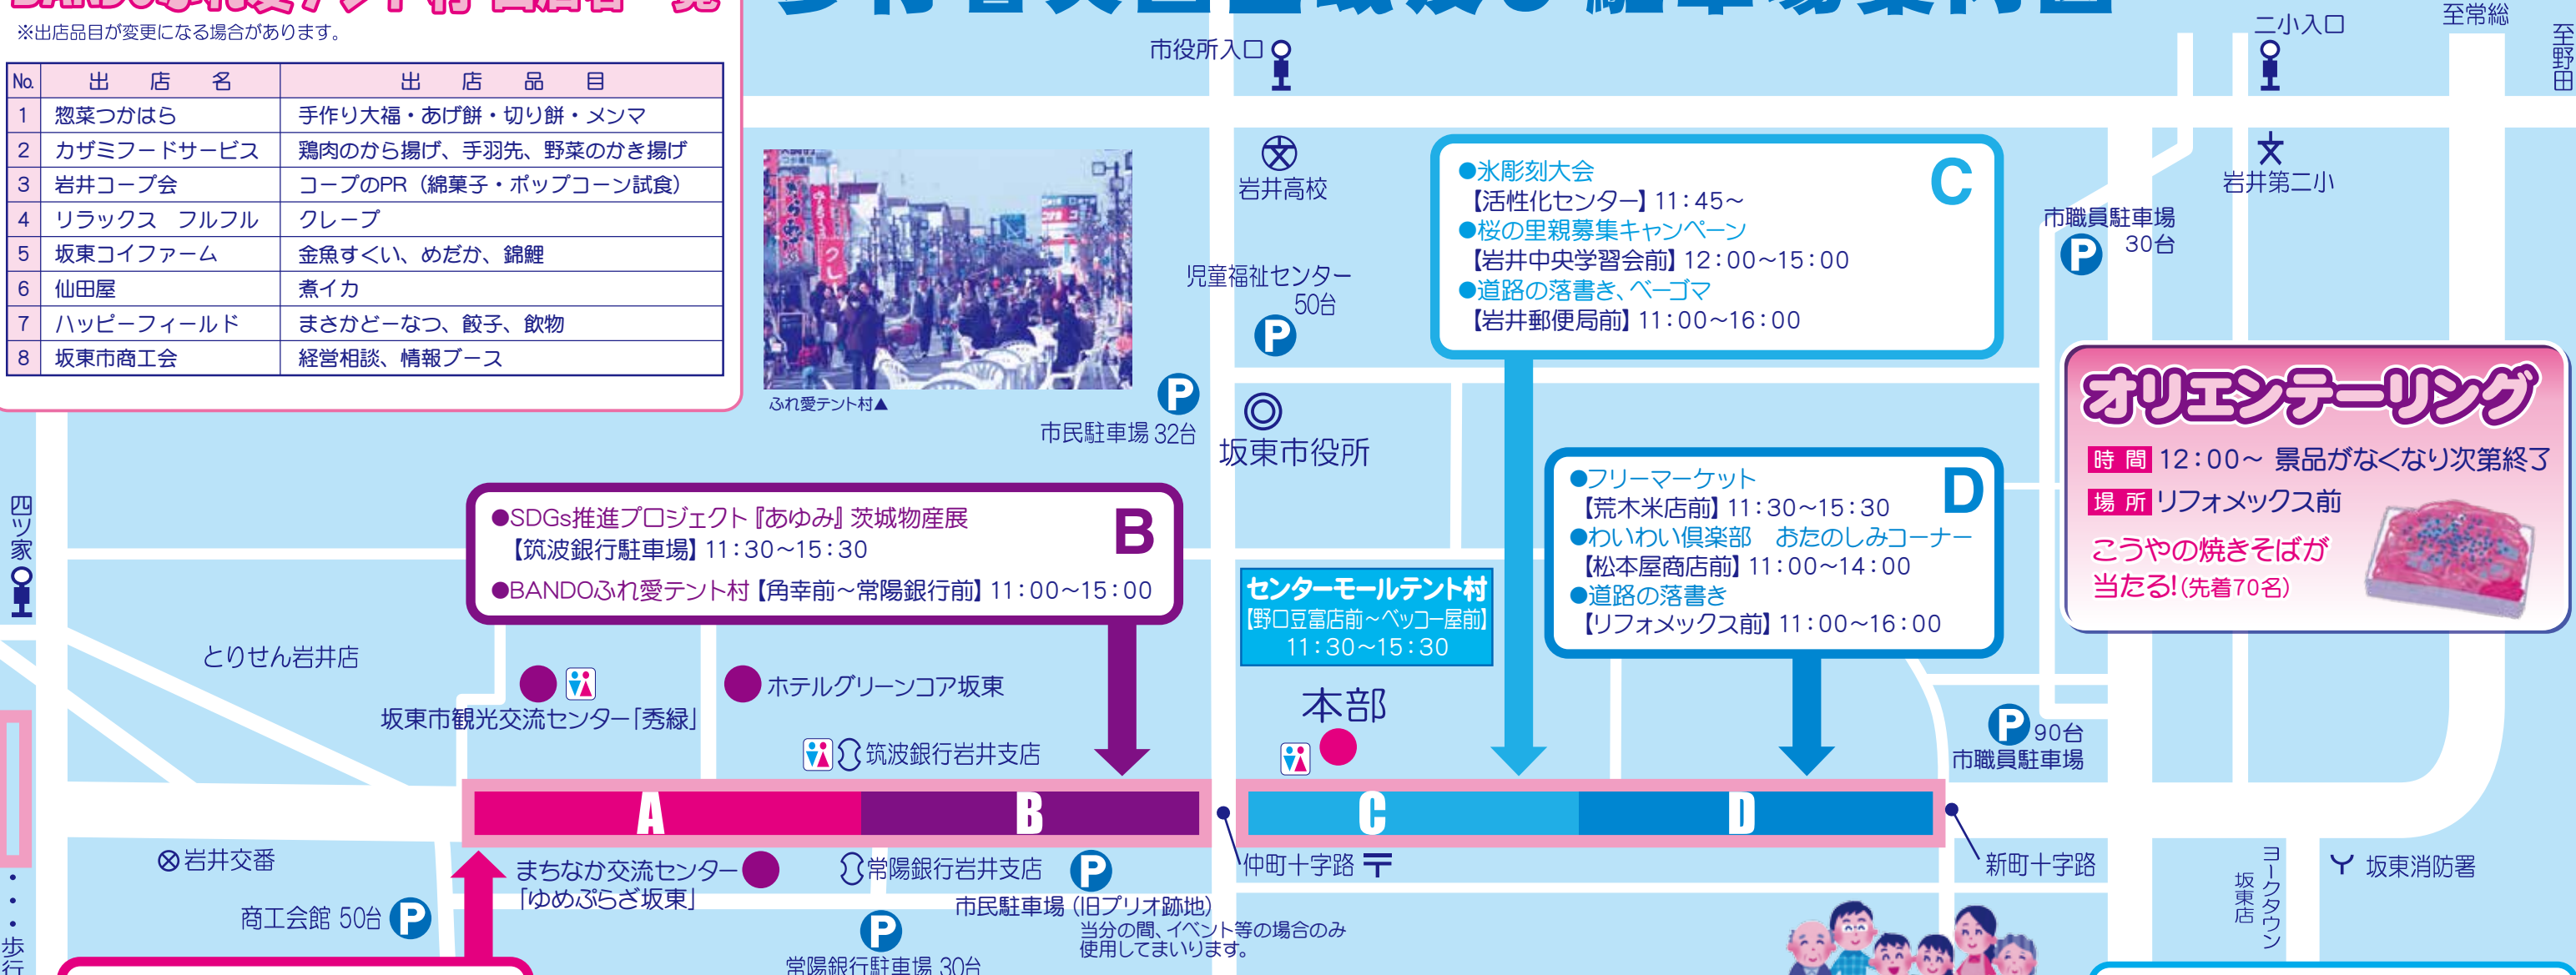 BANDOふれ愛テント村 出店者一覧
※出店品目が変更になる場合があります。
No. 出店名 出店品目
1 惣菜つかはら 手作り大福・あげ餅・切り餅・メンマ
2 カザミフードサービス 鶏肉のから揚げ、手羽先、野菜のかき揚げ
3 岩井コープ会 コープのPR（綿菓子・ポップコーン試食）
4 リラックス フルフル クレープ
5 坂東コイファーム 金魚すくい、めだか、錦鯉
6 仙田屋 煮イカ
7 ハッピーフィールド まさかどーなつ、餃子、飲物
8 坂東市商工会 経営相談、情報ブース
歩行者天国区域及び駐車場案内図
市役所入口
二小入口
至常総
至野田
岩井高校
岩井第二小
市職員駐車場
30台
P
児童福祉センター
50台
P
ふれ愛テント村▲
P
市民駐車場 32台
坂東市役所
C
●氷彫刻大会
【活性化センター】11:45～
●桜の里親募集キャンペーン
【岩井中央学習会前】12:00～15:00
●道路の落書き、ベーゴマ
【岩井郵便局前】11:00～16:00
オリエンテーリング
時間 12:00～ 景品がなくなり次第終了
場所 リフォメックス前
こうやの焼きそばが
当たる!(先着70名)
D
●フリーマーケット
【荒木米店前】11:30～15:30
●わいわい倶楽部 おたのしみコーナー
【松本屋商店前】11:00～14:00
●道路の落書き
【リフォメックス前】11:00～16:00
B
●SDGs推進プロジェクト『あゆみ』茨城物産展
【筑波銀行駐車場】11:30～15:30
●BANDOふれ愛テント村【角幸前～常陽銀行前】11:00～15:00
センターモールテント村
【野口豆富店前～ベッコー屋前】
11:30～15:30
四ツ家
とりせん岩井店
坂東市観光交流センター「秀緑」
ホテルグリーンコア坂東
筑波銀行岩井支店
本部
P 90台
市職員駐車場
A
B
C
D
岩井交番
まちなか交流センター
「ゆめぷらざ坂東」
常陽銀行岩井支店
P
市民駐車場（旧プリオ跡地）
当分の間、イベント等の場合のみ
使用してまいります。
仲町十字路 〒
新町十字路
ヨークタウン
坂東店
坂東消防署
商工会館 50台 P
P
常陽銀行駐車場 30台
・・・歩行